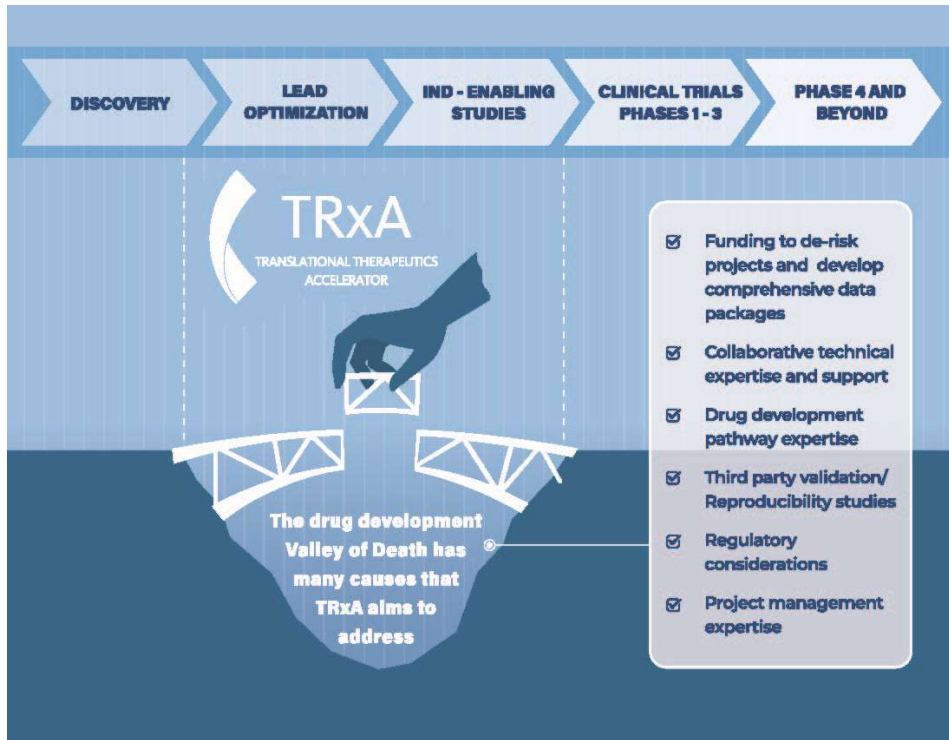 DISCOVERY
LEAD
OPTIMIZATION
IND - ENABLING
STUDIES
CLINICAL TRIALS
PHASES 1 - 3
PHASE 4 AND
BEYOND
TRxA
TRANSLATIONAL THERAPEUTICS
ACCELERATOR
The drug development
Valley of Death has
many causes that
TRxA aims to
address
Funding to de-risk
projects and develop
comprehensive data
packages
Collaborative technical
expertise and support
Drug development
pathway expertise
Third party validation/
Reproducibility studies
Regulatory
considerations
Project management
expertise